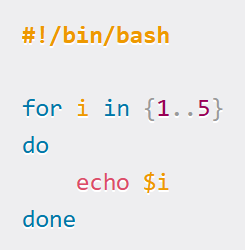 #!/bin/bash

for i in {1..5}
do
    echo $i
done